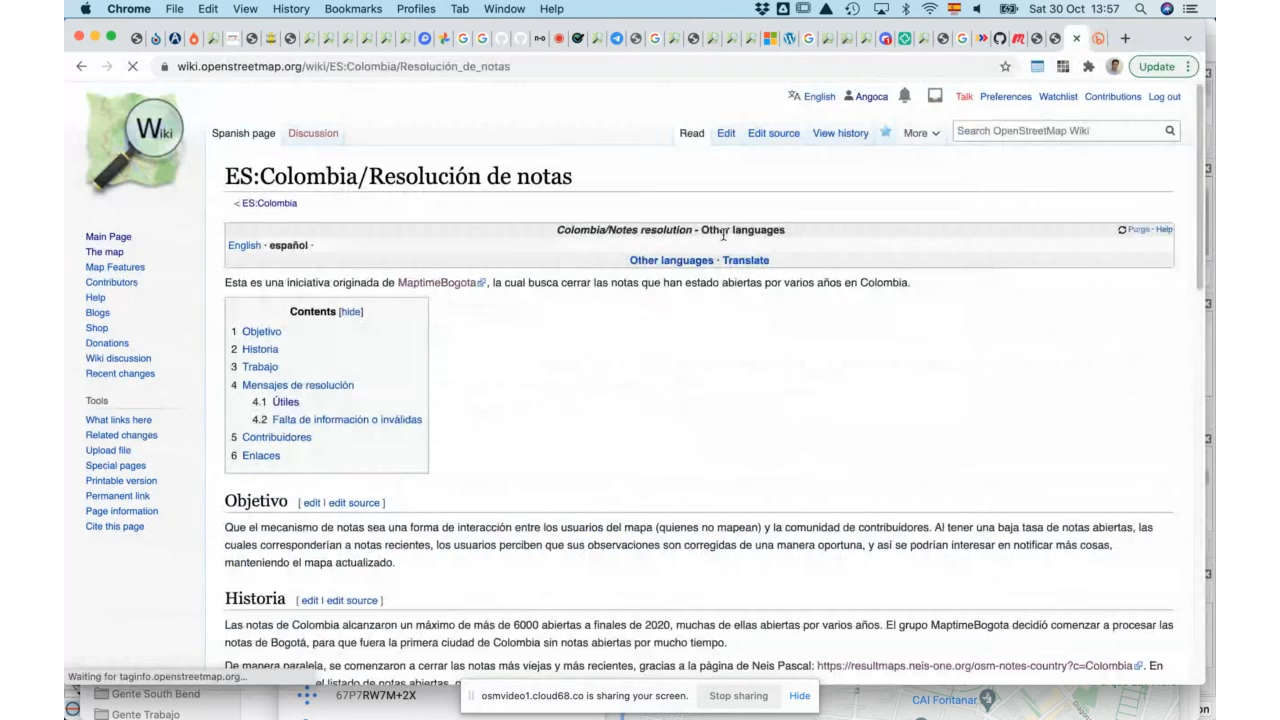 Chrome File Edit View History Bookmarks Profiles Tab Window Help Sat 30 Oct 13:57
wiki.openstreetmap.org/wiki/ES:Colombia/Resolución_de_notas Update
English Angoca Talk Preferences Watchlist Contributions Log out
Wiki
Spanish page Discussion Read Edit Edit source View history More Search OpenStreetMap Wiki
ES:Colombia/Resolución de notas
< ES:Colombia
Colombia/Notes resolution - Other languages Purge · Help
English · español ·
Other languages · Translate
Esta es una iniciativa originada de MaptimeBogota, la cual busca cerrar las notas que han estado abiertas por varios años en Colombia.
Main Page
The map
Map Features
Contributors
Help
Blogs
Shop
Donations
Wiki discussion
Recent changes
Tools
What links here
Related changes
Upload file
Special pages
Printable version
Permanent link
Page information
Cite this page
Contents [hide]
1 Objetivo
2 Historia
3 Trabajo
4 Mensajes de resolución
4.1 Útiles
4.2 Falta de información o inválidas
5 Contribuidores
6 Enlaces
Objetivo [ edit | edit source ]
Que el mecanismo de notas sea una forma de interacción entre los usuarios del mapa (quienes no mapean) y la comunidad de contribuidores. Al tener una baja tasa de notas abiertas, las
cuales corresponderían a notas recientes, los usuarios perciben que sus observaciones son corregidas de una manera oportuna, y así se podrían interesar en notificar más cosas,
manteniendo el mapa actualizado.
Historia [ edit | edit source ]
Las notas de Colombia alcanzaron un máximo de más de 6000 abiertas a finales de 2020, muchas de ellas abiertas por varios años. El grupo MaptimeBogota decidió comenzar a procesar las
notas de Bogotá, para que fuera la primera ciudad de Colombia sin notas abiertas por mucho tiempo.
De manera paralela, se comenzaron a cerrar las notas más viejas y más recientes, gracias a la página de Neis Pascal: https://resultmaps.neis-one.org/osm-notes-country?c=Colombia. En
el listado de notas abiertas,
Waiting for taginfo.openstreetmap.org...
Gente South Bend
67P7RW7M+2X
osmvideo1.cloud68.co is sharing your screen. Stop sharing Hide
CAI Fontanar
Gente Trabajo